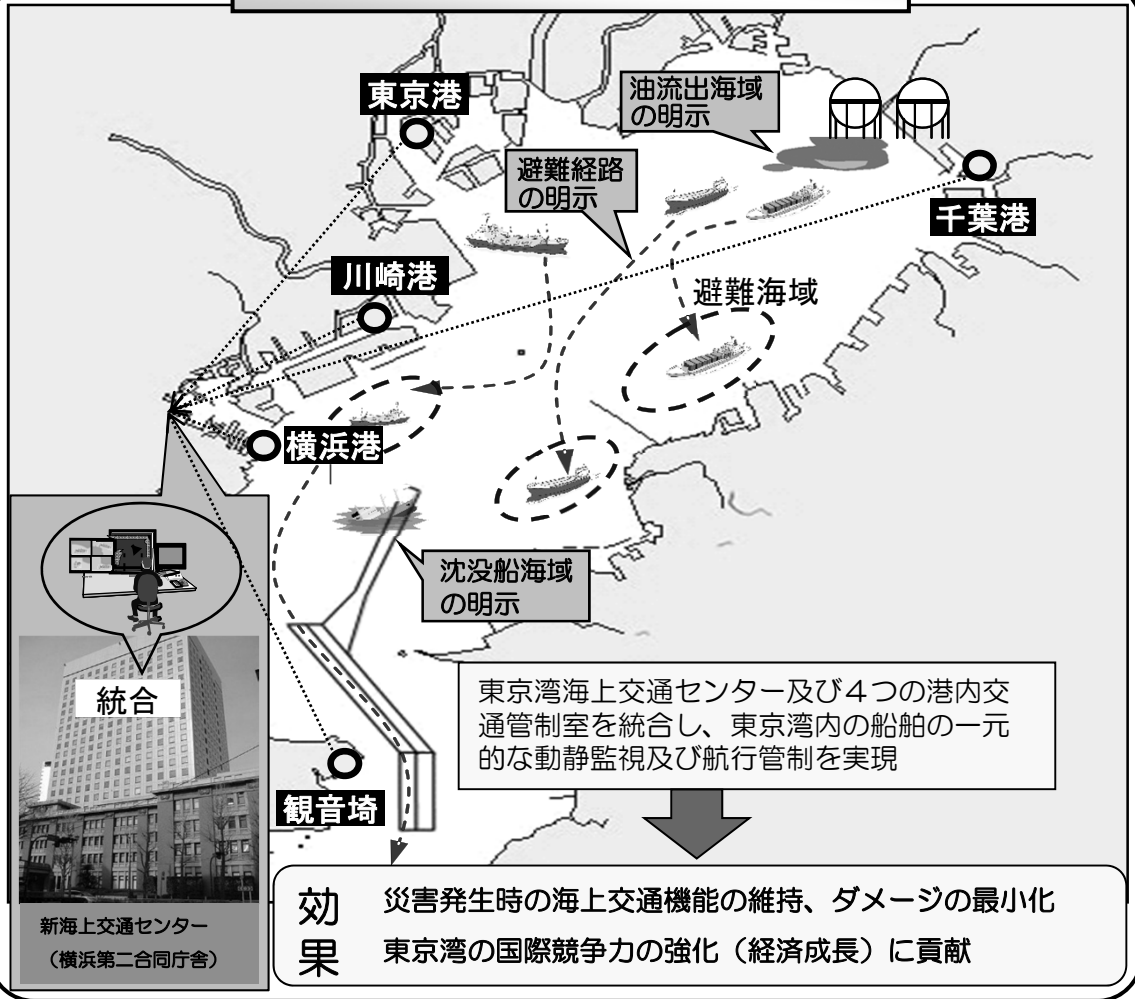 東京港
油流出海域
の明示
避難経路
の明示
千葉港
川崎港
避難海域
横浜港
沈没船海域
の明示
統合
東京湾海上交通センター及び4つの港内交
通管制室を統合し、東京湾内の船舶の一元
的な動静監視及び航行管制を実現
観音埼
新海上交通センター
（横浜第二合同庁舎）
効果
災害発生時の海上交通機能の維持、ダメージの最小化
東京湾の国際競争力の強化（経済成長）に貢献